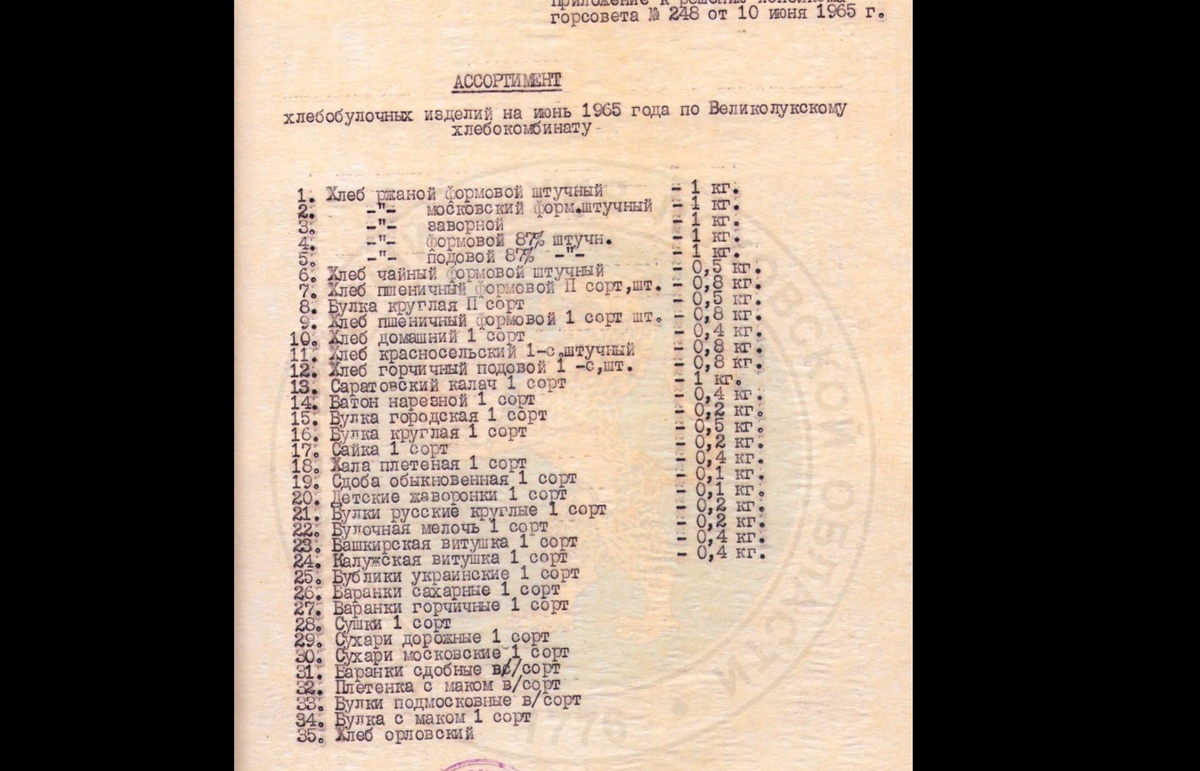 Приложение к решению
горсовета № 248 от 10 июня 1965 г.
АССОРТИМЕНТ
хлебобулочных изделий на июнь 1965 года по Великолукскому
хлебокомбинату
1. Хлеб ржаной формовой штучный - 1 кг.
2. -"- московский форм.штучный - 1 кг.
3. -"- заворной - 1 кг.
4. -"- формовой 87% штучн. - 1 кг.
5. -"- подовой 87% -"- - 1 кг.
6. Хлеб чайный формовой штучный - 0,5 кг.
7. Хлеб пшеничный формовой П сорт,шт. - 0,8 кг.
8. Булка круглая П сорт - 0,5 кг.
9. Хлеб пшеничный формовой 1 сорт шт. - 0,8 кг.
10. Хлеб домашний 1 сорт - 0,4 кг.
11. Хлеб красносельский 1-с.штучный - 0,8 кг.
12. Хлеб горчичный подовой 1 -с,шт. - 0,8 кг.
13. Саратовский калач 1 сорт - 1 кг.
14. Батон нарезной 1 сорт - 0,4 кг.
15. Булка городская 1 сорт - 0,2 кг.
16. Булка круглая 1 сорт - 0,5 кг.
17. Сайка 1 сорт - 0,2 кг.
18. Хала плетеная 1 сорт - 0,4 кг.
19. Сдоба обыкновенная 1 сорт - 0,1 кг.
20. Детские жаворонки 1 сорт - 0,1 кг.
21. Булки русские круглые 1 сорт - 0,2 кг.
22. Булочная мелочь 1 сорт - 0,2 кг.
23. Башкирская витушка 1 сорт - 0,4 кг.
24. Калужская витушка 1 сорт - 0,4 кг.
25. Бублики украинские 1 сорт
26. Баранки сахарные 1 сорт
27. Баранки горчичные 1 сорт
28. Сушки 1 сорт
29. Сухари дорожные 1 сорт
30. Сухари московские 1 сорт
31. Баранки сдобные в/сорт
32. Плетенка с маком в/сорт
33. Булки подмосковные в/сорт
34. Булка с маком 1 сорт
35. Хлеб орловский
ОБЛАСТИ
1776